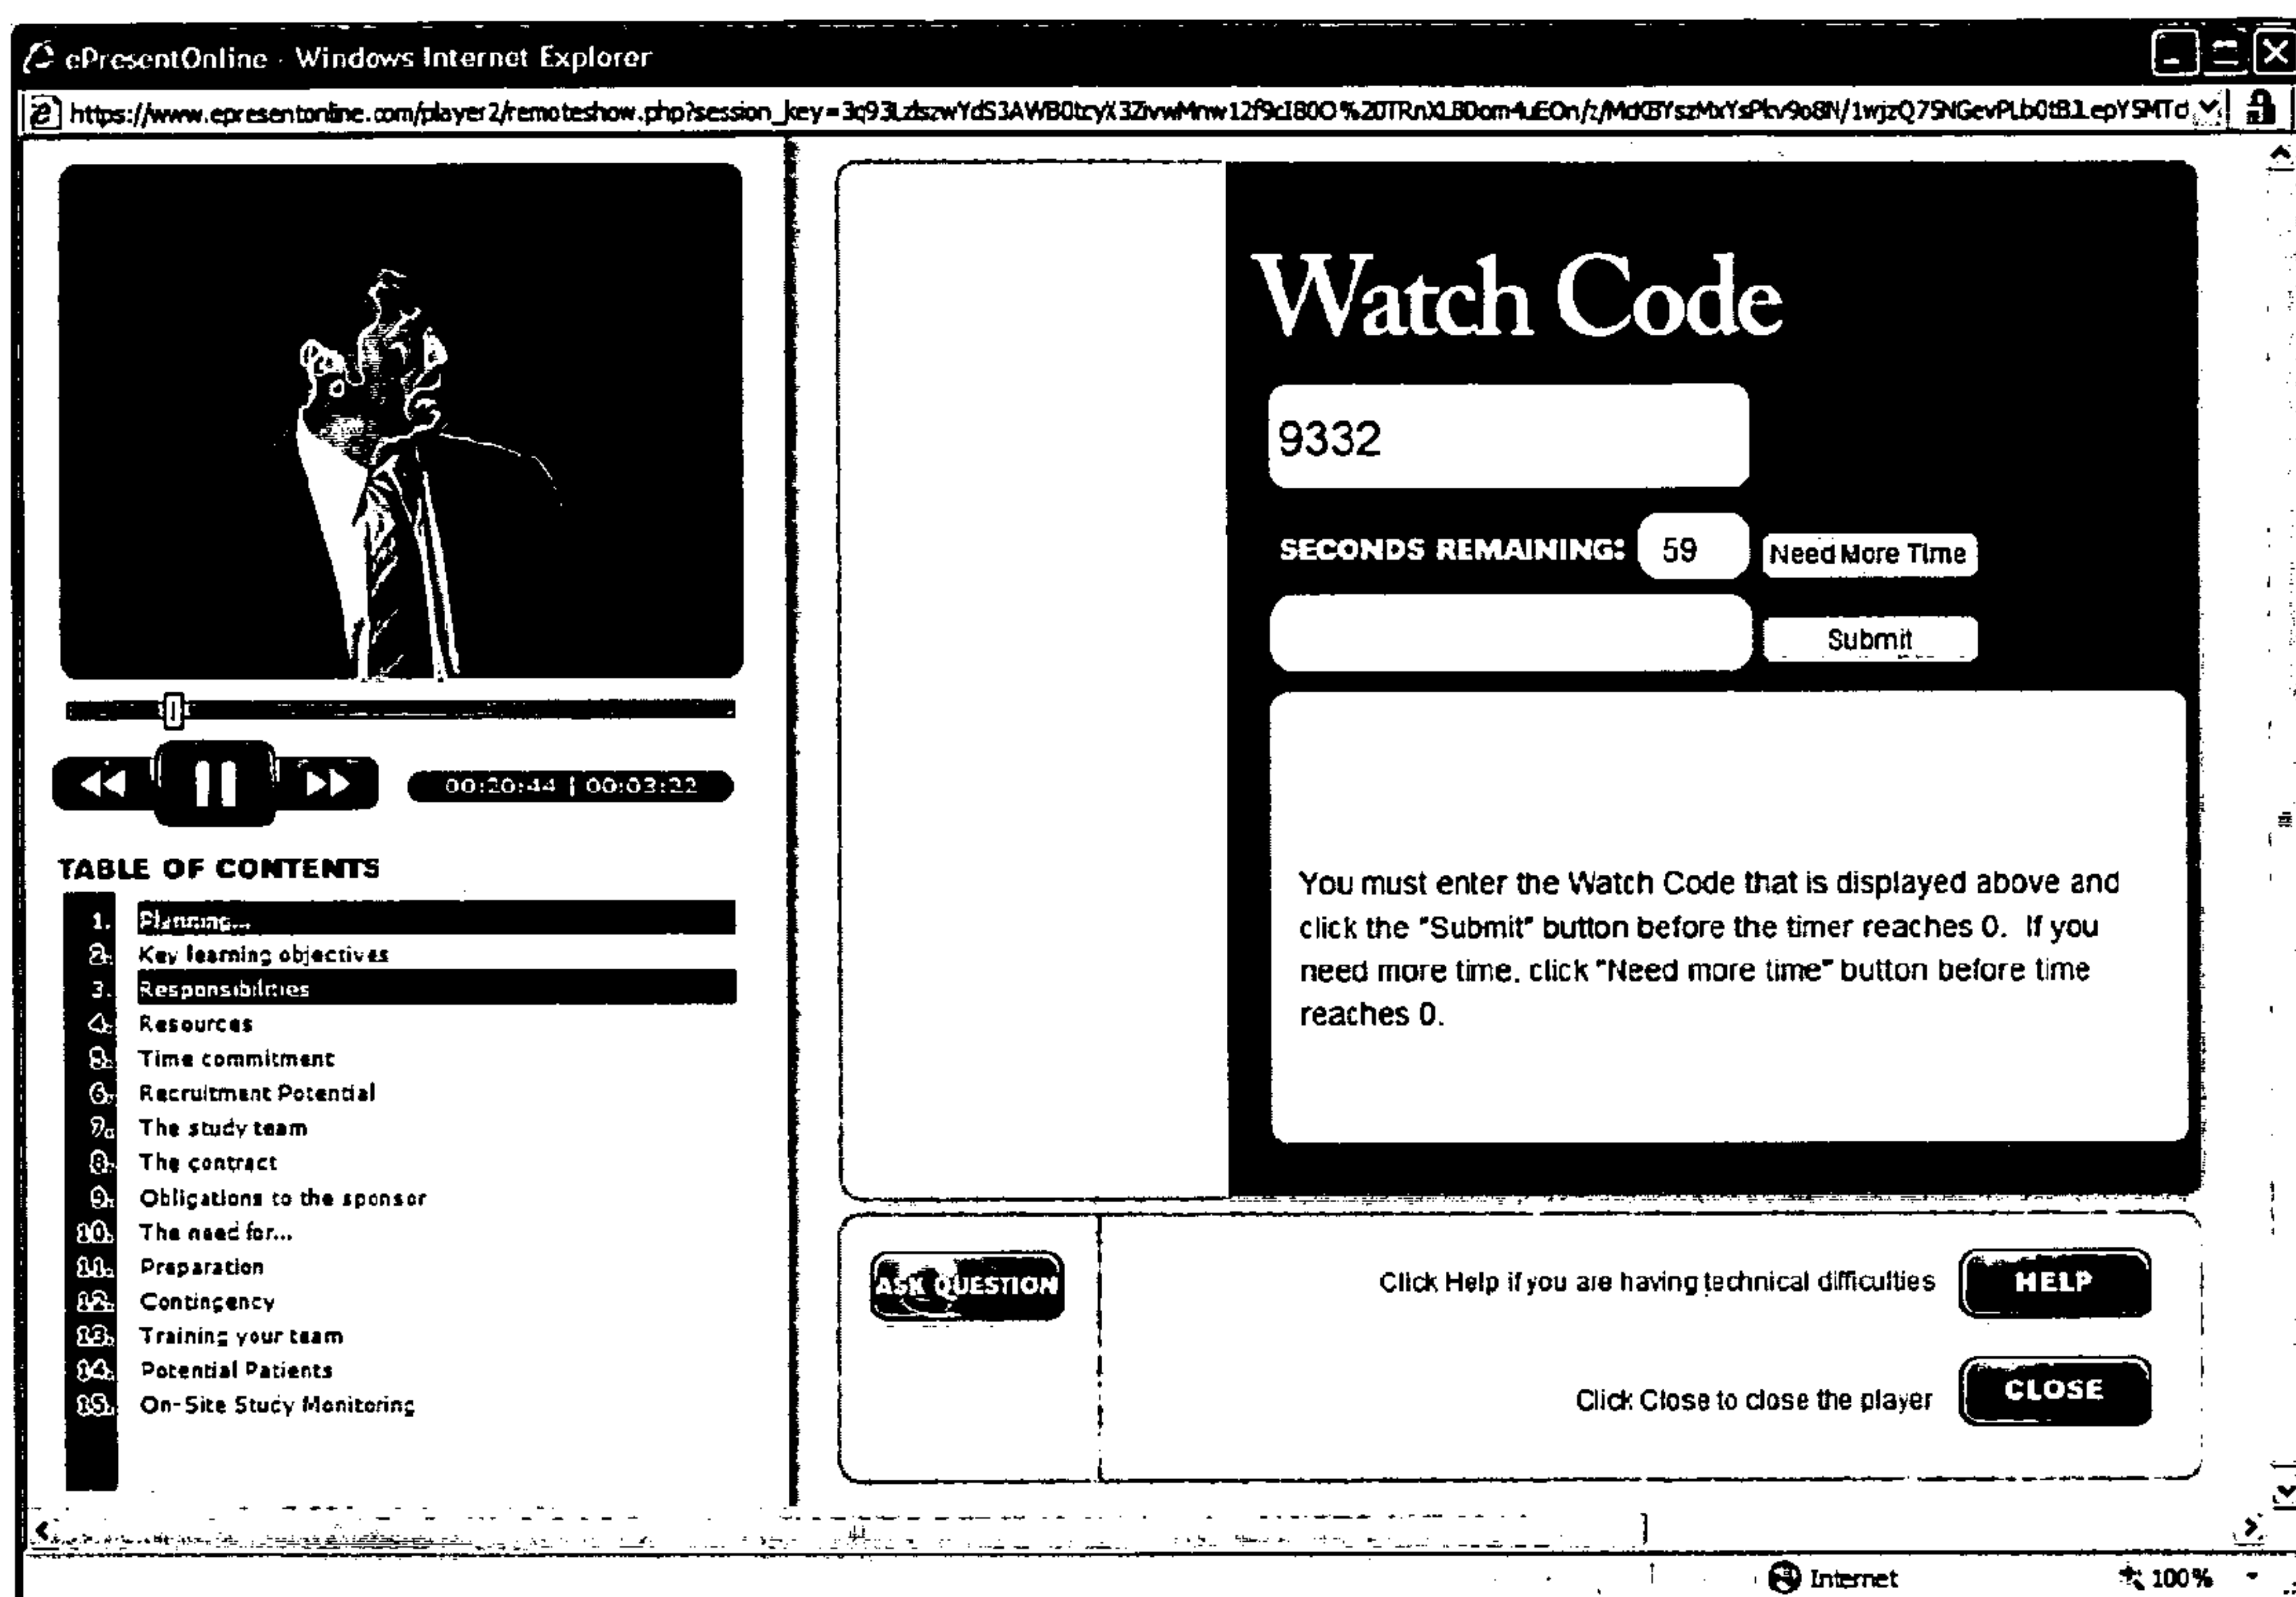 ePresentOnline - Windows Internet Explorer
Watch Code
9332
SECONDS REMAINING: 59 Need More Time
Submit
You must enter the Watch Code that is displayed above and
click the "Submit" button before the timer reaches 0. If you
need more time, click "Need more time" button before time
reaches 0.
00:20:44 | 00:03:22
TABLE OF CONTENTS
1. Planning...
2. Key learning objectives
3. Responsibilities
4. Resources
5. Time commitment
6. Recruitment Potential
7. The study team
8. The contract
9. Obligations to the sponsor
10. The need for...
11. Preparation
12. Contingency
13. Training your team
14. Potential Patients
15. On-Site Study Monitoring
ASK QUESTION
Click Help if you are having technical difficulties HELP
Click Close to close the player CLOSE
Internet 100%